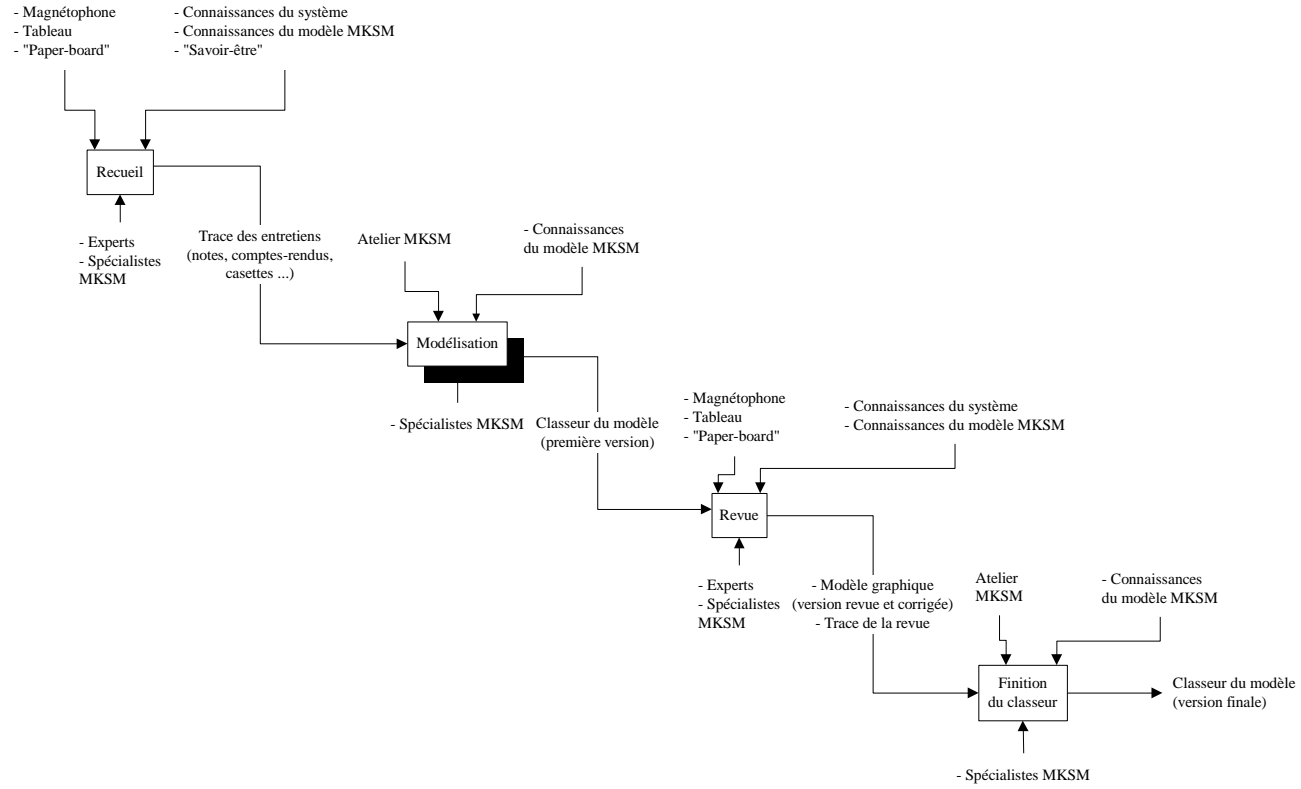 - Magnétophone
- Tableau
- "Paper-board"
- Connaissances du système
- Connaissances du modèle MKSM
- "Savoir-être"
Recueil
- Experts
- Spécialistes
MKSM
Trace des entretiens
(notes, comptes-rendus,
casettes ...)
Atelier MKSM
- Connaissances
du modèle MKSM
Modélisation
- Spécialistes MKSM
Classeur du modèle
(première version)
- Magnétophone
- Tableau
- "Paper-board"
- Connaissances du système
- Connaissances du modèle MKSM
Revue
- Experts
- Spécialistes
MKSM
- Modèle graphique
(version revue et corrigée)
- Trace de la revue
Atelier
MKSM
- Connaissances
du modèle MKSM
Finition
du classeur
Classeur du modèle
(version finale)
- Spécialistes MKSM